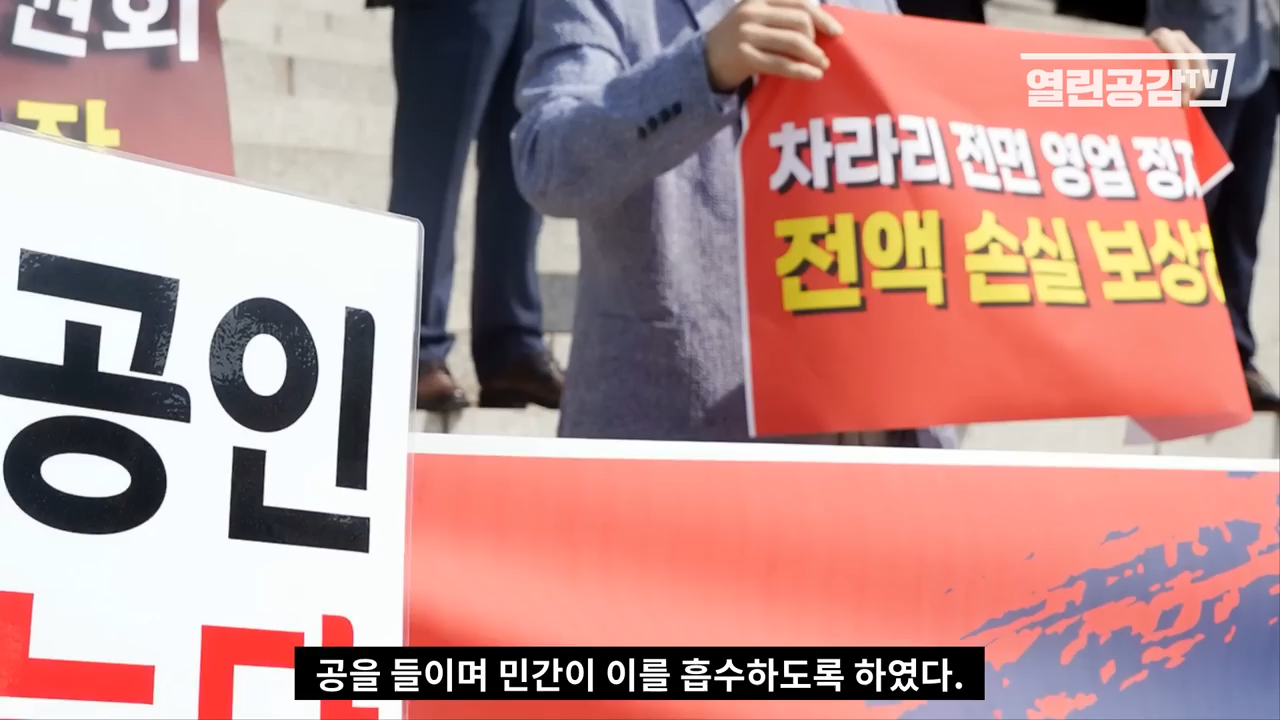 열린공감TV
차라리 전면 영업 정지
전액 손실 보상
공인
공을 들이며 민간이 이를 흡수하도록 하였다.